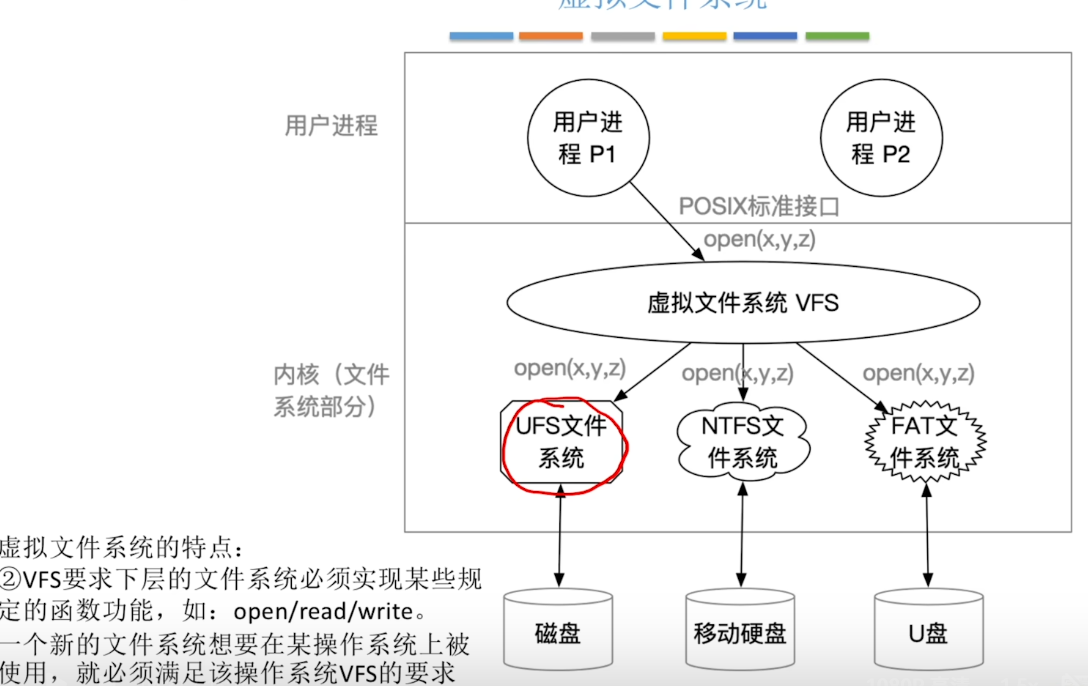 虚拟文件系统
用户进程
用户进
程 P1
用户进
程 P2
POSIX标准接口
open(x,y,z)
虚拟文件系统 VFS
内核（文件
系统部分）
open(x,y,z)
open(x,y,z)
open(x,y,z)
UFS文件
系统
NTFS文
件系统
FAT文
件系统
虚拟文件系统的特点：
②VFS要求下层的文件系统必须实现某些规
定的函数功能，如：open/read/write。
一个新的文件系统想要在某操作系统上被
使用，就必须满足该操作系统VFS的要求
磁盘
移动硬盘
U盘